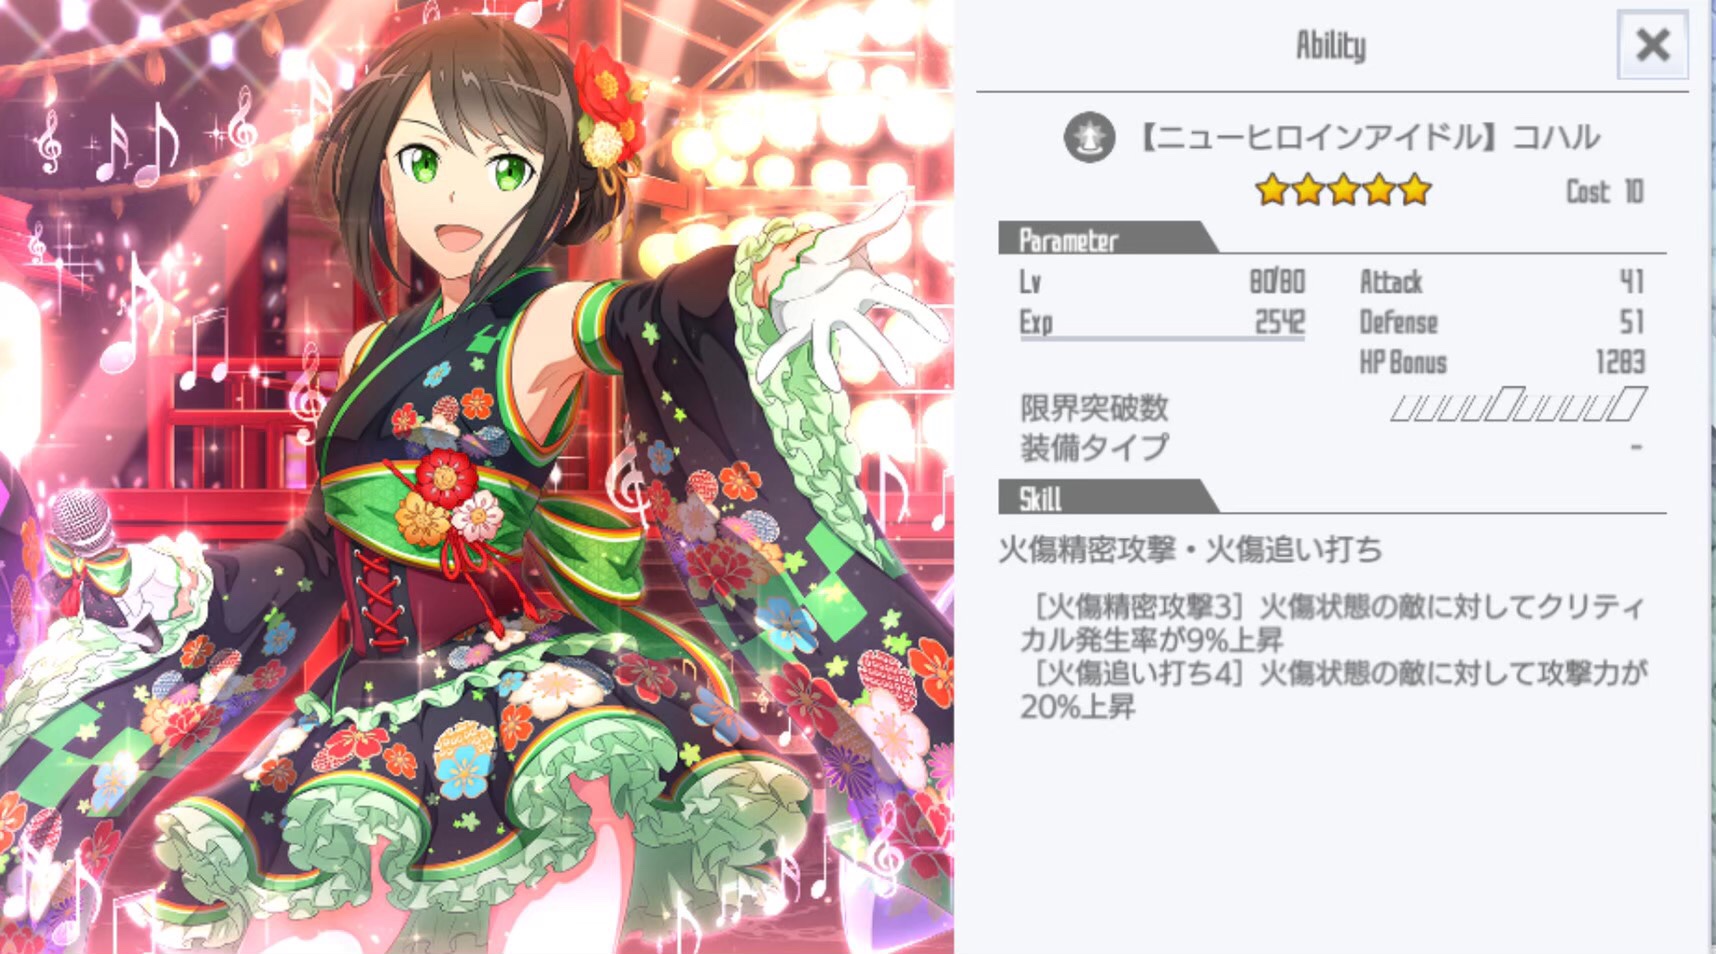 Ability
【ニューヒロインアイドル】コハル
Cost 10
Parameter
Lv 80/80 Attack 41
Exp 2542 Defense 51
HP Bonus 1283
限界突破数
装備タイプ -
Skill
火傷精密攻撃・火傷追い打ち
［火傷精密攻撃3］火傷状態の敵に対してクリティ
カル発生率が9%上昇
［火傷追い打ち4］火傷状態の敵に対して攻撃力が
20%上昇